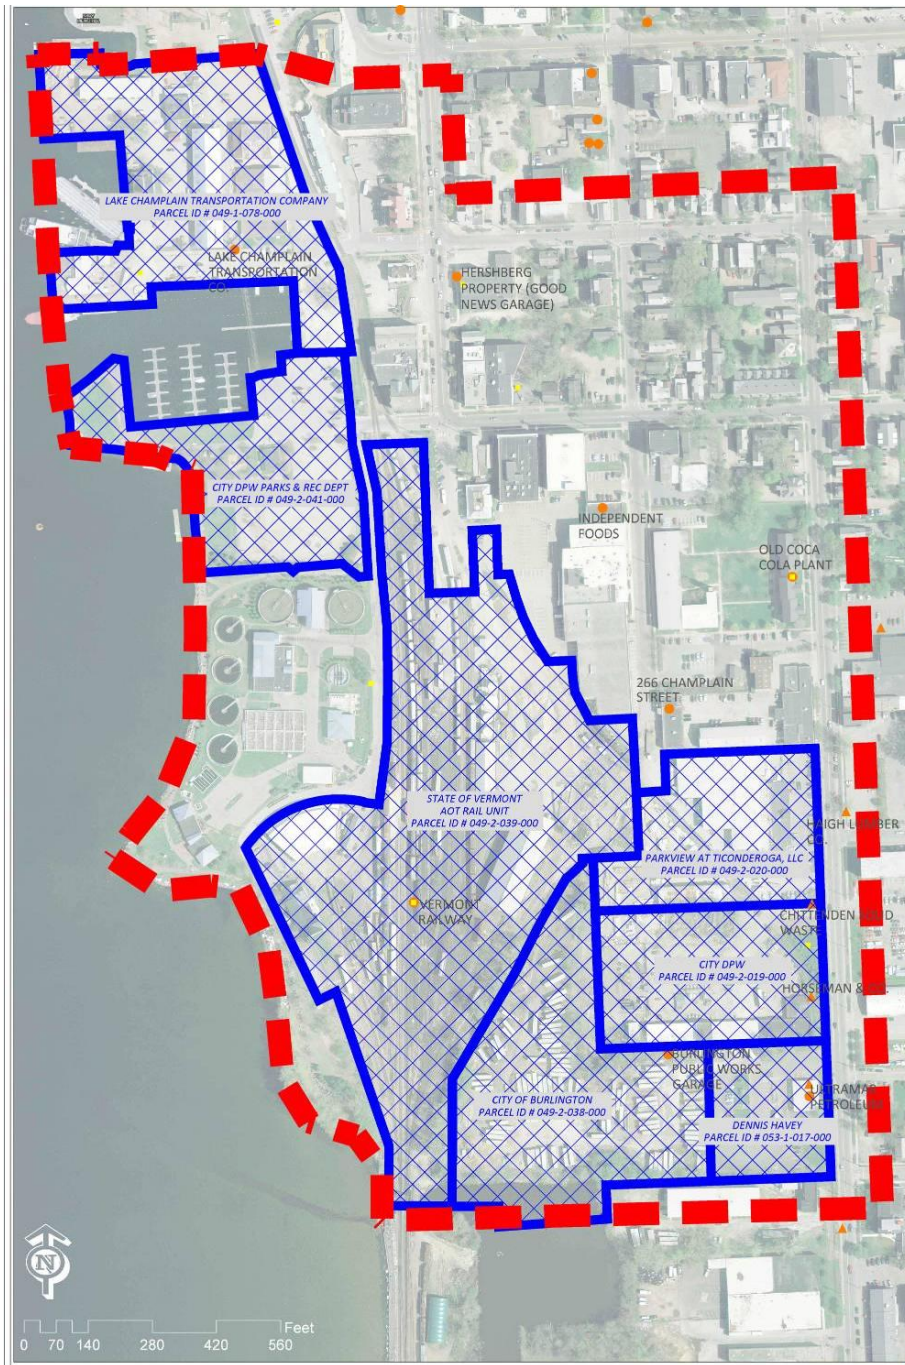 LAKE CHAMPLAIN TRANSPORTATION COMPANY
PARCEL ID # 049-1-078-000
LAKE CHAMPLAIN
TRANSPORTATION
CO.
HERSHBERG
PROPERTY (GOOD
NEWS GARAGE)
CITY DPW PARKS & REC DEPT
PARCEL ID # 049-2-041-000
INDEPENDENT
FOODS
OLD COCA
COLA PLANT
266 CHAMPLAIN
STREET
STATE OF VERMONT
AOT RAIL UNIT
PARCEL ID # 049-2-039-000
HAIGH LUMBER
CO.
PARKVIEW AT TICONDEROGA, LLC
PARCEL ID # 049-2-020-000
VERMONT
RAILWAY
CHITTENDEN
WASTE
CITY DPW
PARCEL ID # 049-2-019-000
HORSEMAN &
BURLINGTON
PUBLIC WORKS
GARAGE
ULTRAMAR
PETROLEUM
CITY OF BURLINGTON
PARCEL ID # 049-2-038-000
DENNIS HAVEY
PARCEL ID # 053-1-017-000
N
Feet
0 70 140 280 420 560